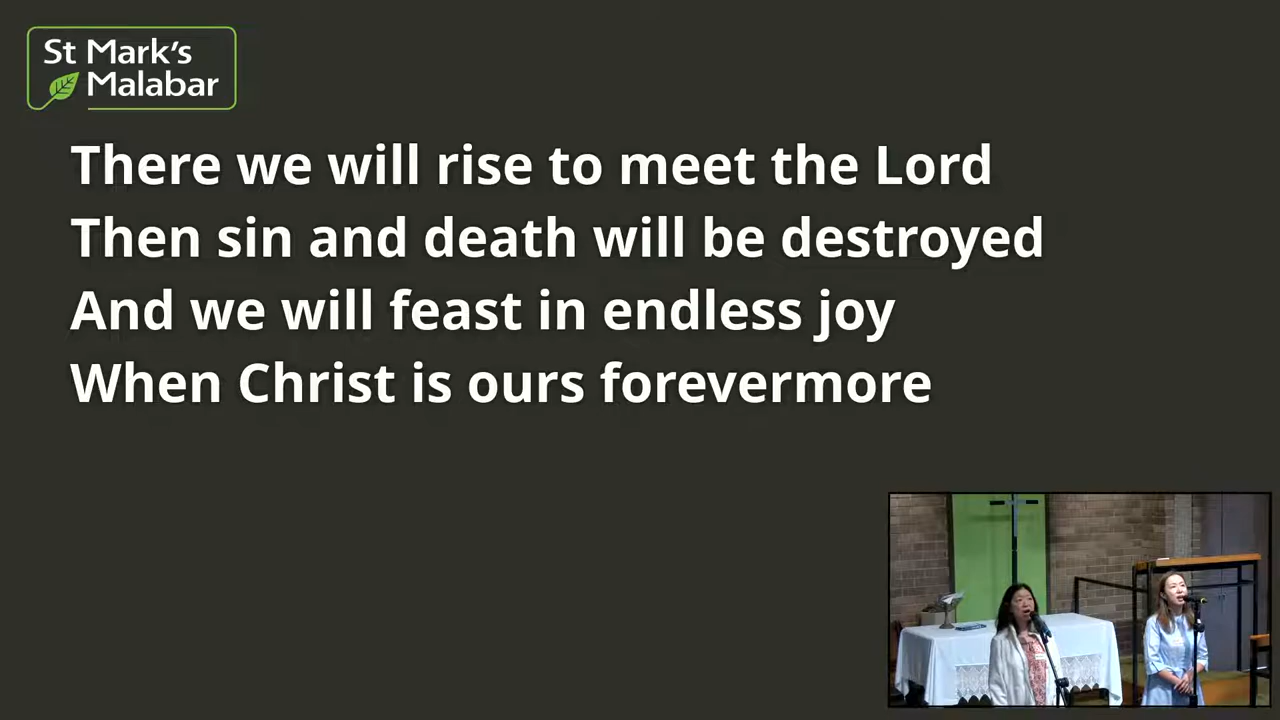 St Mark's
Malabar
There we will rise to meet the Lord
Then sin and death will be destroyed
And we will feast in endless joy
When Christ is ours forevermore